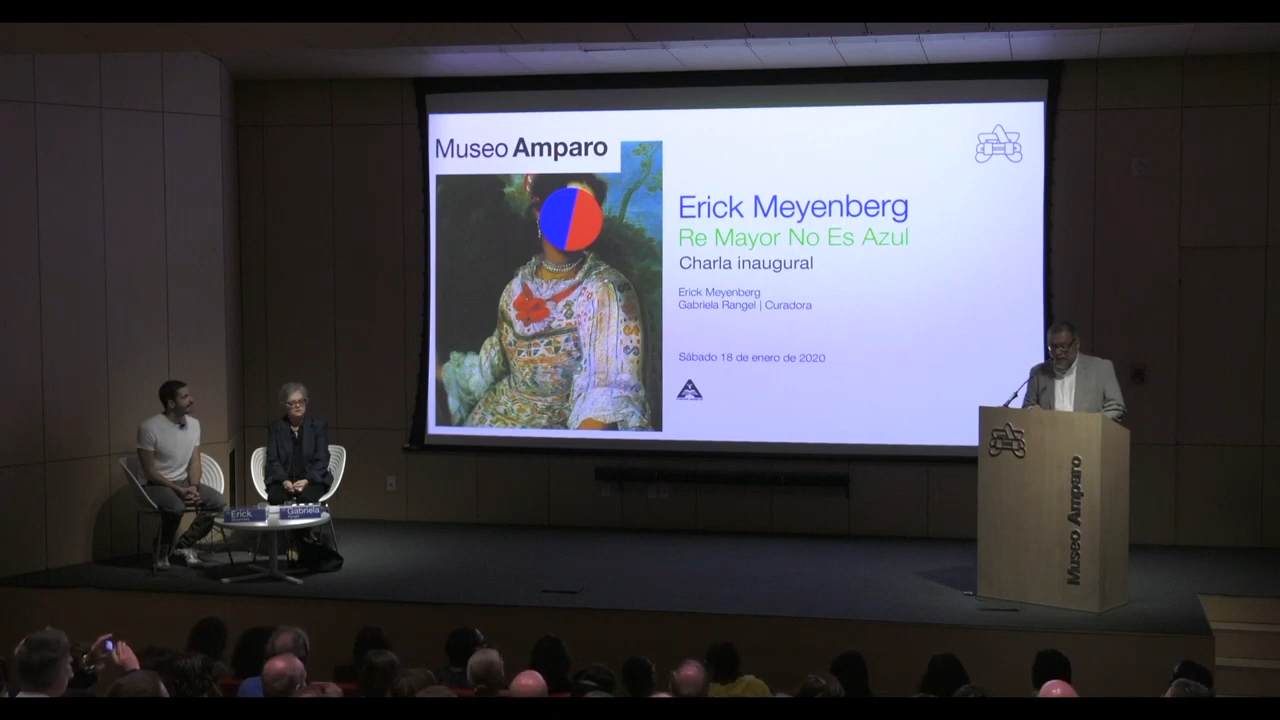 Museo Amparo
Erick Meyenberg
Re Mayor No Es Azul
Charla inaugural
Erick Meyenberg
Gabriela Rangel | Curadora
Sábado 18 de enero de 2020
Erick
Gabriela
Museo Amparo